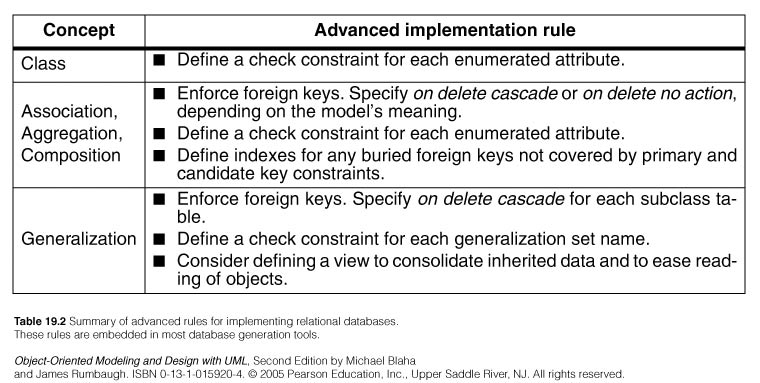 Concept
Advanced implementation rule
Class
■ Define a check constraint for each enumerated attribute.
Association,
Aggregation,
Composition
■ Enforce foreign keys. Specify on delete cascade or on delete no action,
depending on the model's meaning.
■ Define a check constraint for each enumerated attribute.
■ Define indexes for any buried foreign keys not covered by primary and
candidate key constraints.
Generalization
■ Enforce foreign keys. Specify on delete cascade for each subclass ta-
ble.
■ Define a check constraint for each generalization set name.
■ Consider defining a view to consolidate inherited data and to ease read-
ing of objects.
Table 19.2 Summary of advanced rules for implementing relational databases.
These rules are embedded in most database generation tools.
Object-Oriented Modeling and Design with UML, Second Edition by Michael Blaha
and James Rumbaugh. ISBN 0-13-1-015920-4. © 2005 Pearson Education, Inc., Upper Saddle River, NJ. All rights reserved.